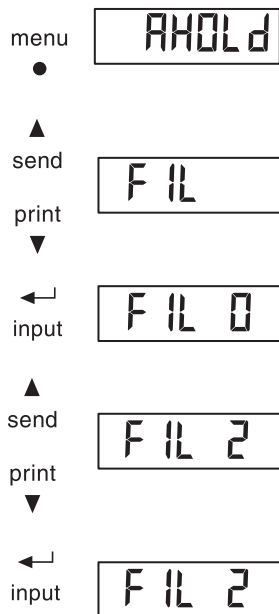 menu
AHOLd
send
FIL
print
input
FIL 0
send
FIL 2
print
input
FIL 2